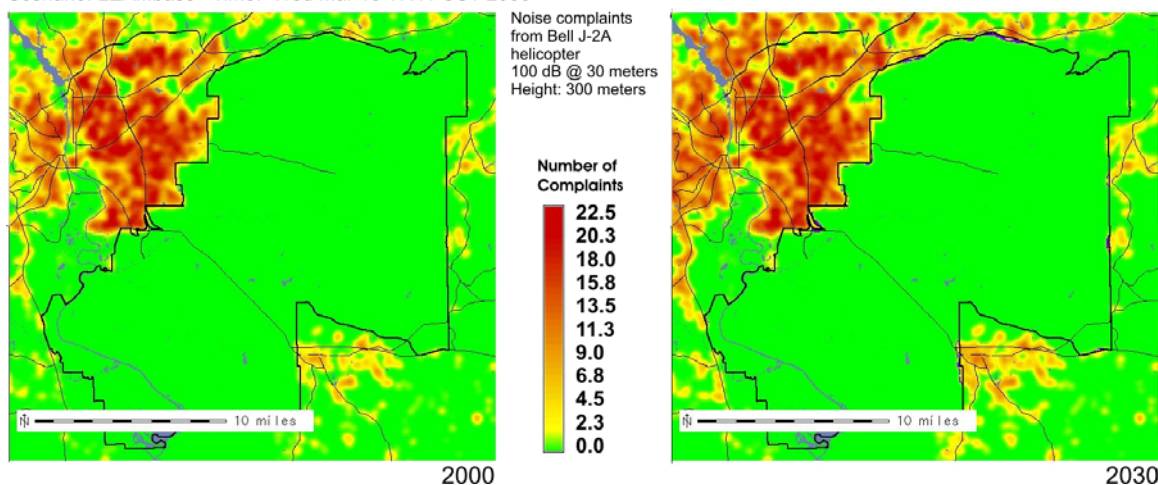 Noise complaints
from Bell J-2A
helicopter
100 dB @ 30 meters
Height: 300 meters
Number of
Complaints
22.5
20.3
18.0
15.8
13.5
11.3
9.0
6.8
4.5
2.3
0.0
N
10 miles
2000
N
10 miles
2030